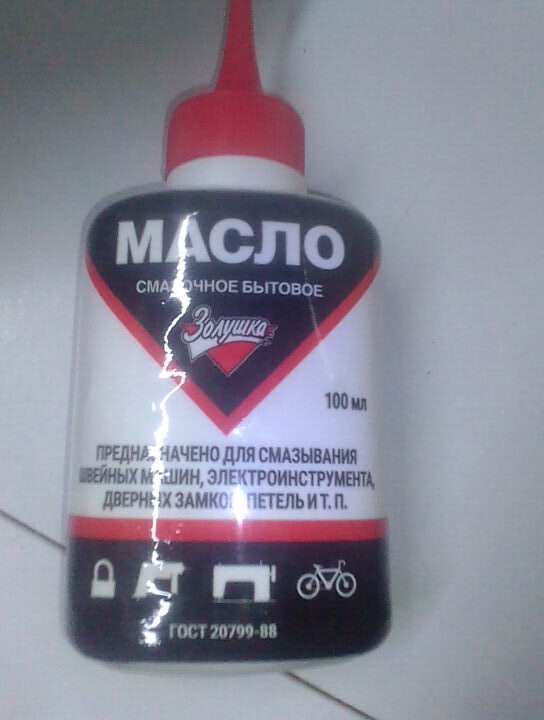 МАСЛО
СМАЗОЧНОЕ БЫТОВОЕ
Золушка
100 мл
ПРЕДНАЗНАЧЕНО ДЛЯ СМАЗЫВАНИЯ
ШВЕЙНЫХ МАШИН, ЭЛЕКТРОИНСТРУМЕНТА,
ДВЕРНЫХ ЗАМКОВ, ПЕТЕЛЬ И Т. П.
ГОСТ 20799-88